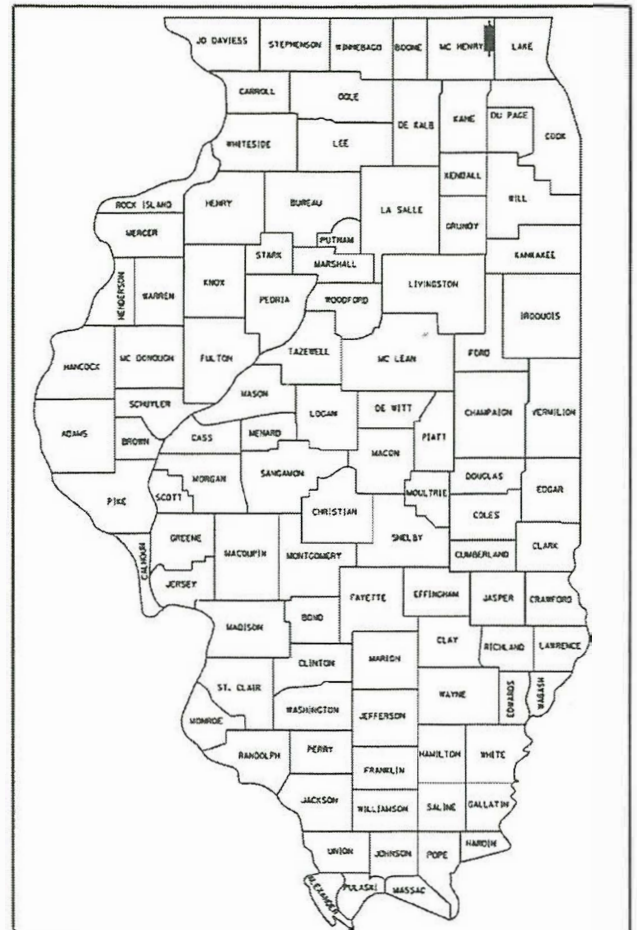 JO DAVIESS
STEPHENSON
WINNEBAGO
BOONE
MC HENRY
LAKE
CARROLL
OGLE
DE KALB
KANE
DU PAGE
COOK
WHITESIDE
LEE
KENDALL
WILL
ROCK ISLAND
HENRY
BUREAU
LA SALLE
GRUNDY
MERCER
PUTNAM
STARK
MARSHALL
KANKAKEE
HENDERSON
WARREN
KNOX
PEORIA
WOODFORD
LIVINGSTON
IROQUOIS
HANCOCK
MC DONOUGH
FULTON
TAZEWELL
MC LEAN
FORD
MASON
SCHUYLER
LOGAN
DE WITT
CHAMPAIGN
VERMILION
ADAMS
BROWN
CASS
MENARD
PIATT
MACON
SANGAMON
MORGAN
SCOTT
PIKE
DOUGLAS
MOULTRIE
EDGAR
CHRISTIAN
COLES
GREENE
MACOUPIN
MONTGOMERY
SHELBY
CUMBERLAND
CLARK
CALHOUN
JERSEY
FAYETTE
EFFINGHAM
JASPER
CRAWFORD
MADISON
BOND
CLAY
RICHLAND
LAWRENCE
CLINTON
MARION
ST. CLAIR
WAYNE
EDWARDS
WABASH
WASHINGTON
JEFFERSON
MONROE
RANDOLPH
PERRY
HAMILTON
WHITE
FRANKLIN
JACKSON
WILLIAMSON
SALINE
GALLATIN
UNION
JOHNSON
POPE
HARDIN
ALEXANDER
PULASKI
MASSAC